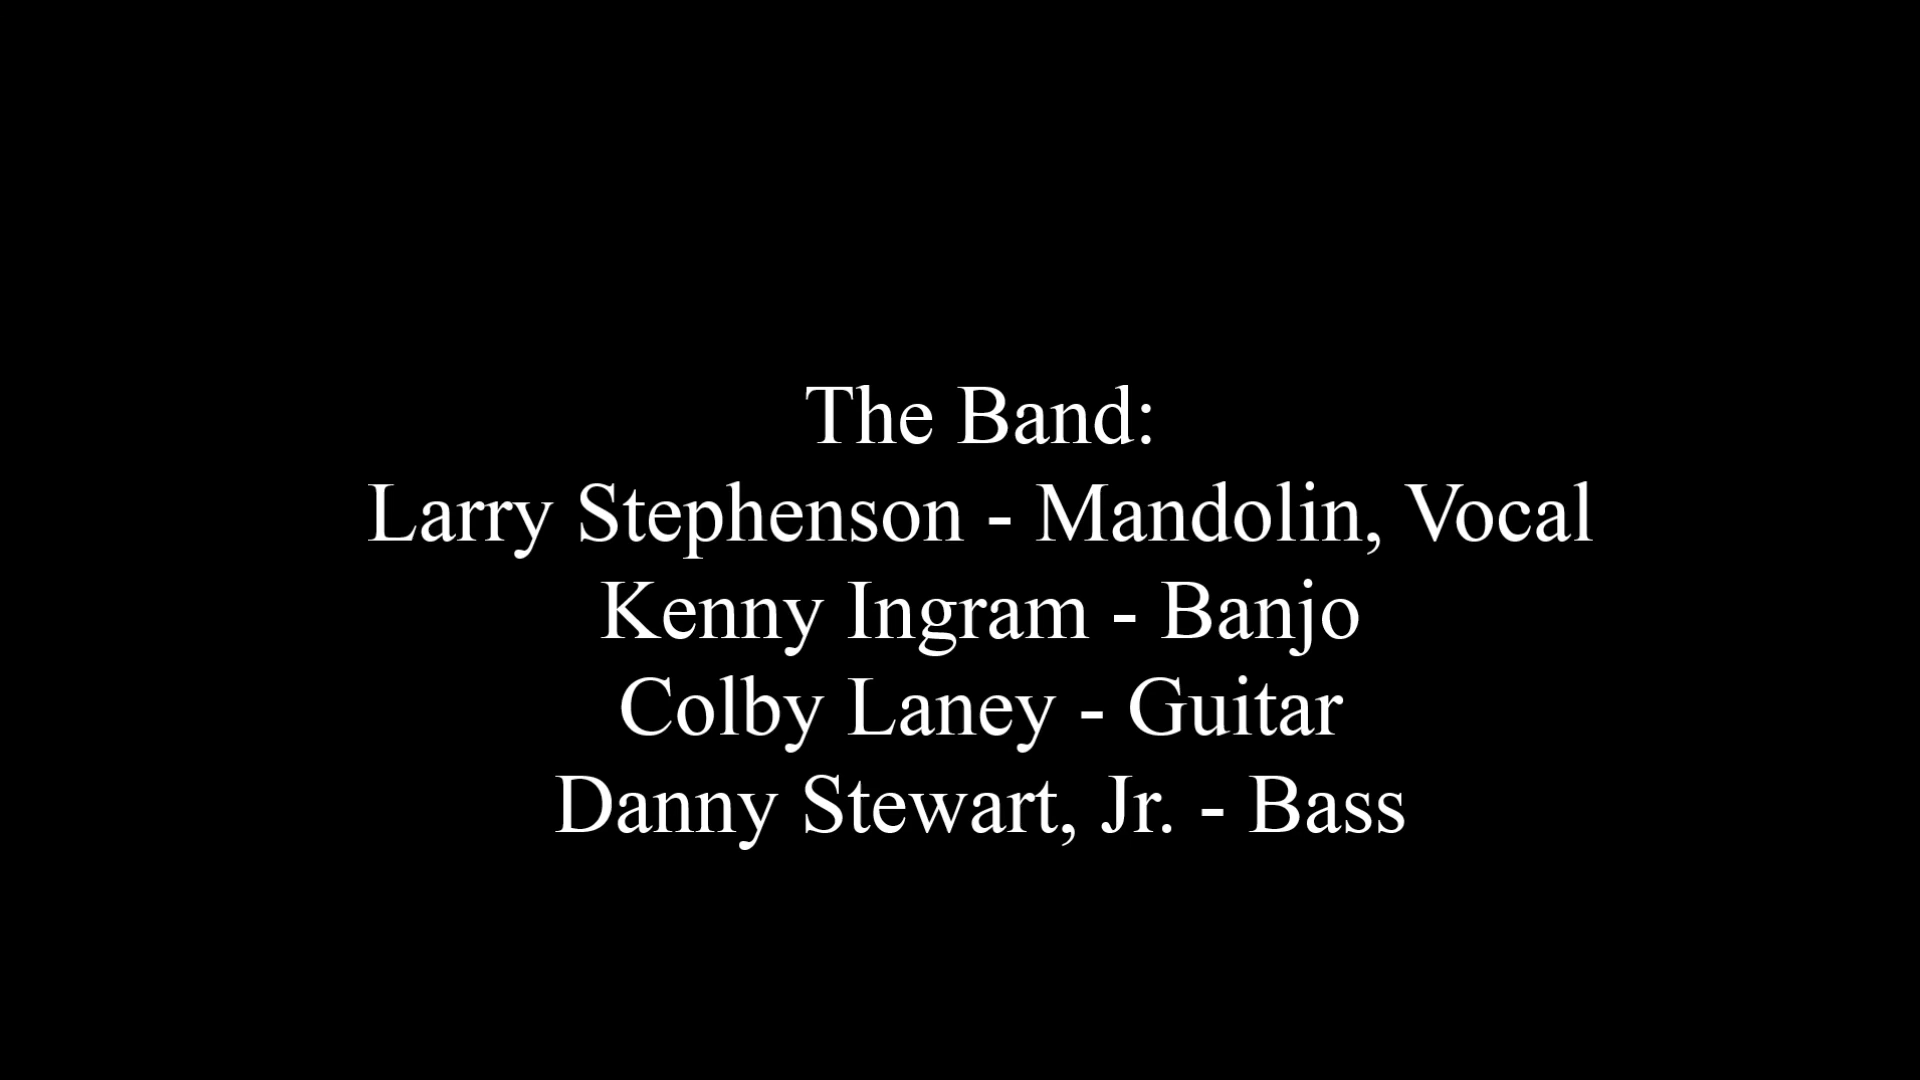 The Band:
Larry Stephenson - Mandolin, Vocal
Kenny Ingram - Banjo
Colby Laney - Guitar
Danny Stewart, Jr. - Bass